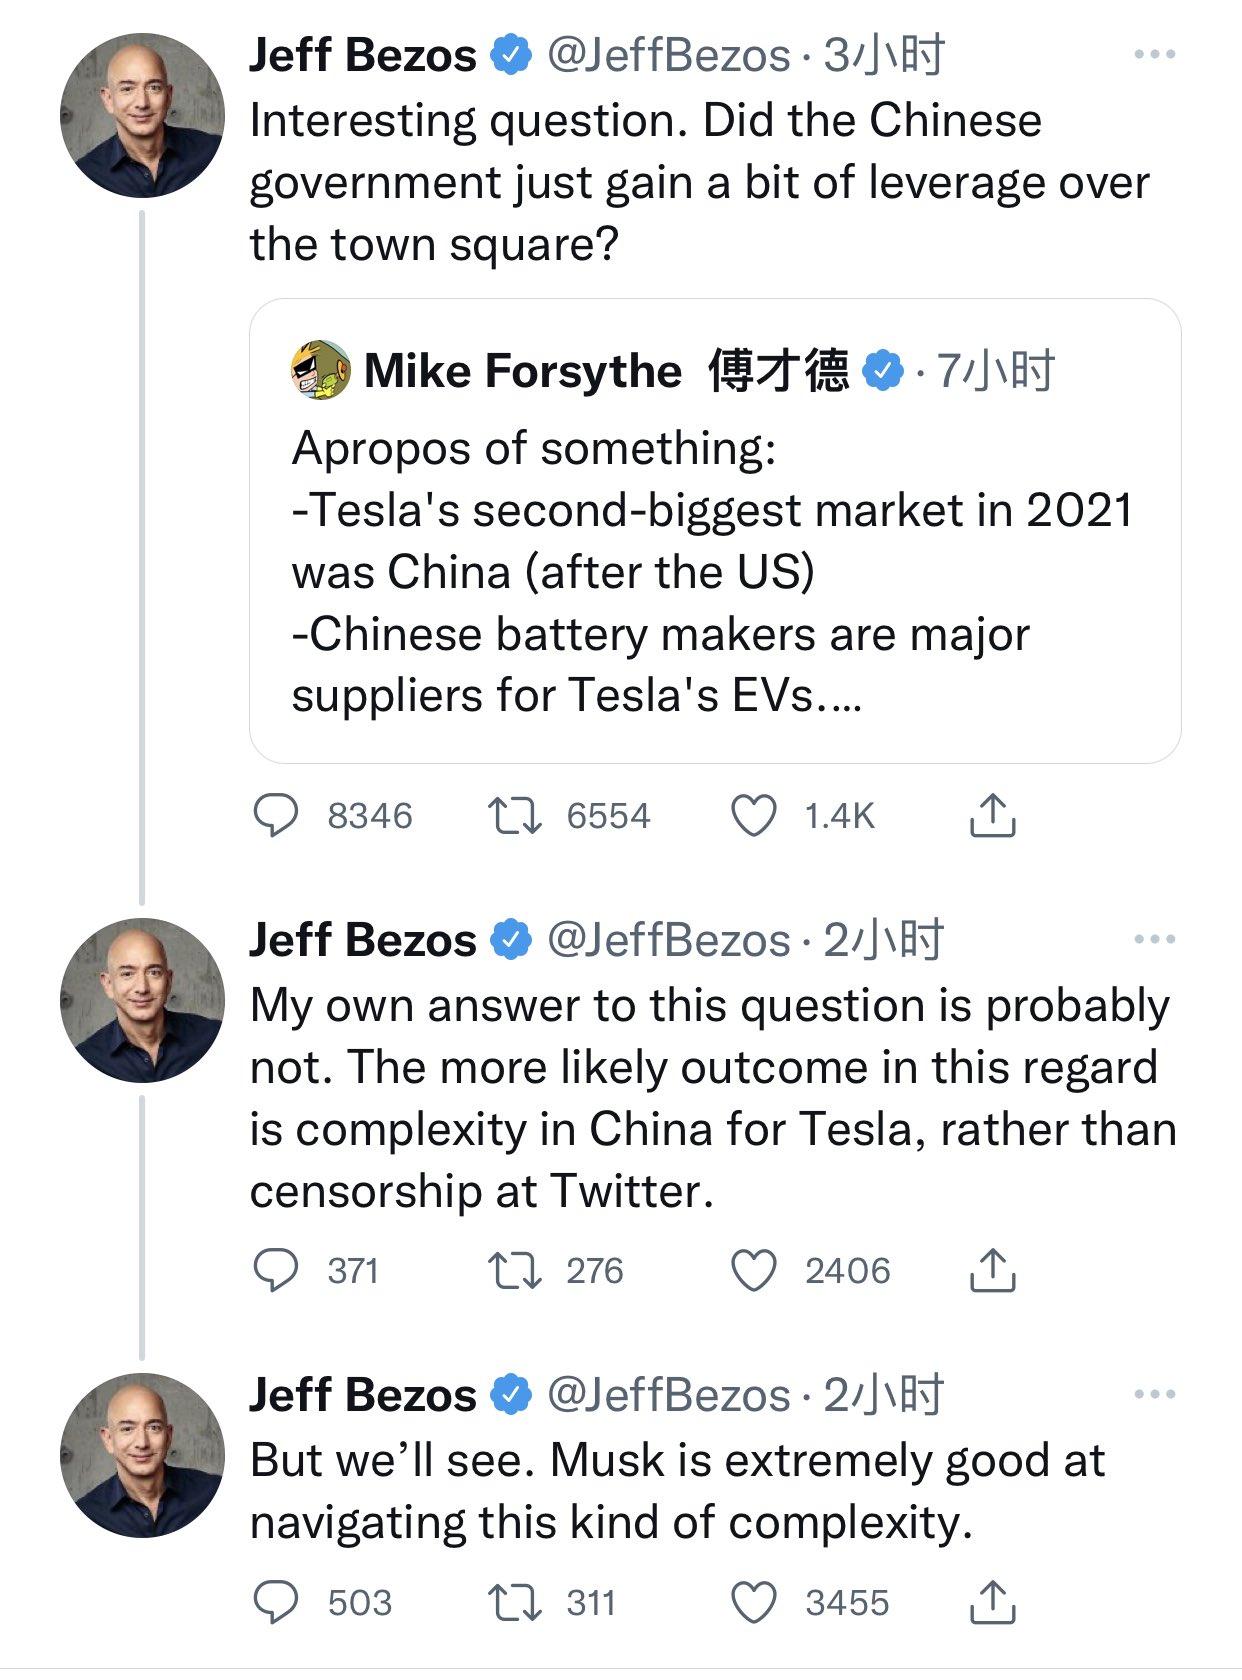 Jeff Bezos @JeffBezos · 3小时
Interesting question. Did the Chinese
government just gain a bit of leverage over
the town square?
Mike Forsythe 傅才德 · 7小时
Apropos of something:
-Tesla's second-biggest market in 2021
was China (after the US)
-Chinese battery makers are major
suppliers for Tesla's EVs.…
8346 6554 1.4K
Jeff Bezos @JeffBezos · 2小时
My own answer to this question is probably
not. The more likely outcome in this regard
is complexity in China for Tesla, rather than
censorship at Twitter.
371 276 2406
Jeff Bezos @JeffBezos · 2小时
But we’ll see. Musk is extremely good at
navigating this kind of complexity.
503 311 3455